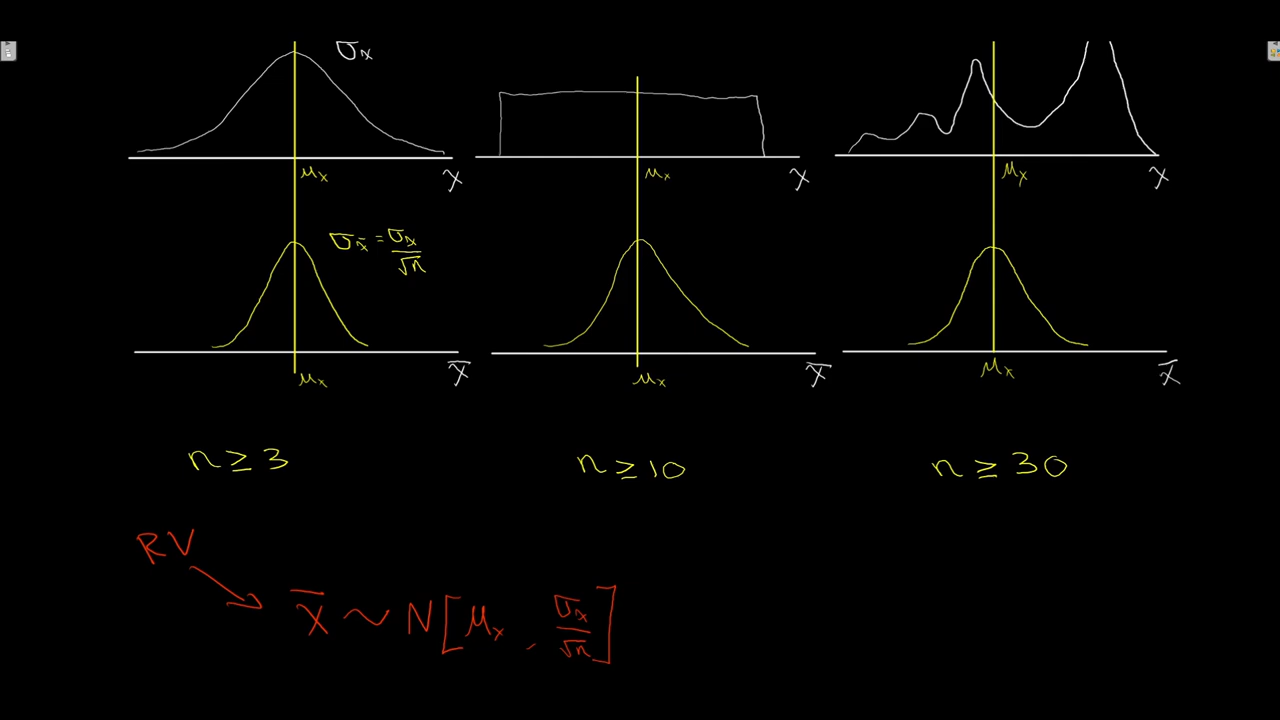 σₓ
μₓ x μₓ x μₓ x
σx̄ = σₓ/√n
μₓ x̄ μₓ x̄ μₓ x̄
n ≥ 3 n ≥ 10 n ≥ 30
RV
x̄ ~ N[μₓ, σₓ/√n]